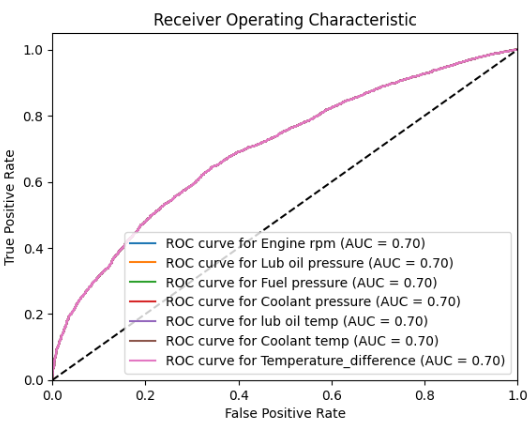 Receiver Operating Characteristic
1.0
0.8
0.6
0.4
0.2
0.0
True Positive Rate
ROC curve for Engine rpm (AUC = 0.70)
ROC curve for Lub oil pressure (AUC = 0.70)
ROC curve for Fuel pressure (AUC = 0.70)
ROC curve for Coolant pressure (AUC = 0.70)
ROC curve for lub oil temp (AUC = 0.70)
ROC curve for Coolant temp (AUC = 0.70)
ROC curve for Temperature_difference (AUC = 0.70)
0.0 0.2 0.4 0.6 0.8 1.0
False Positive Rate